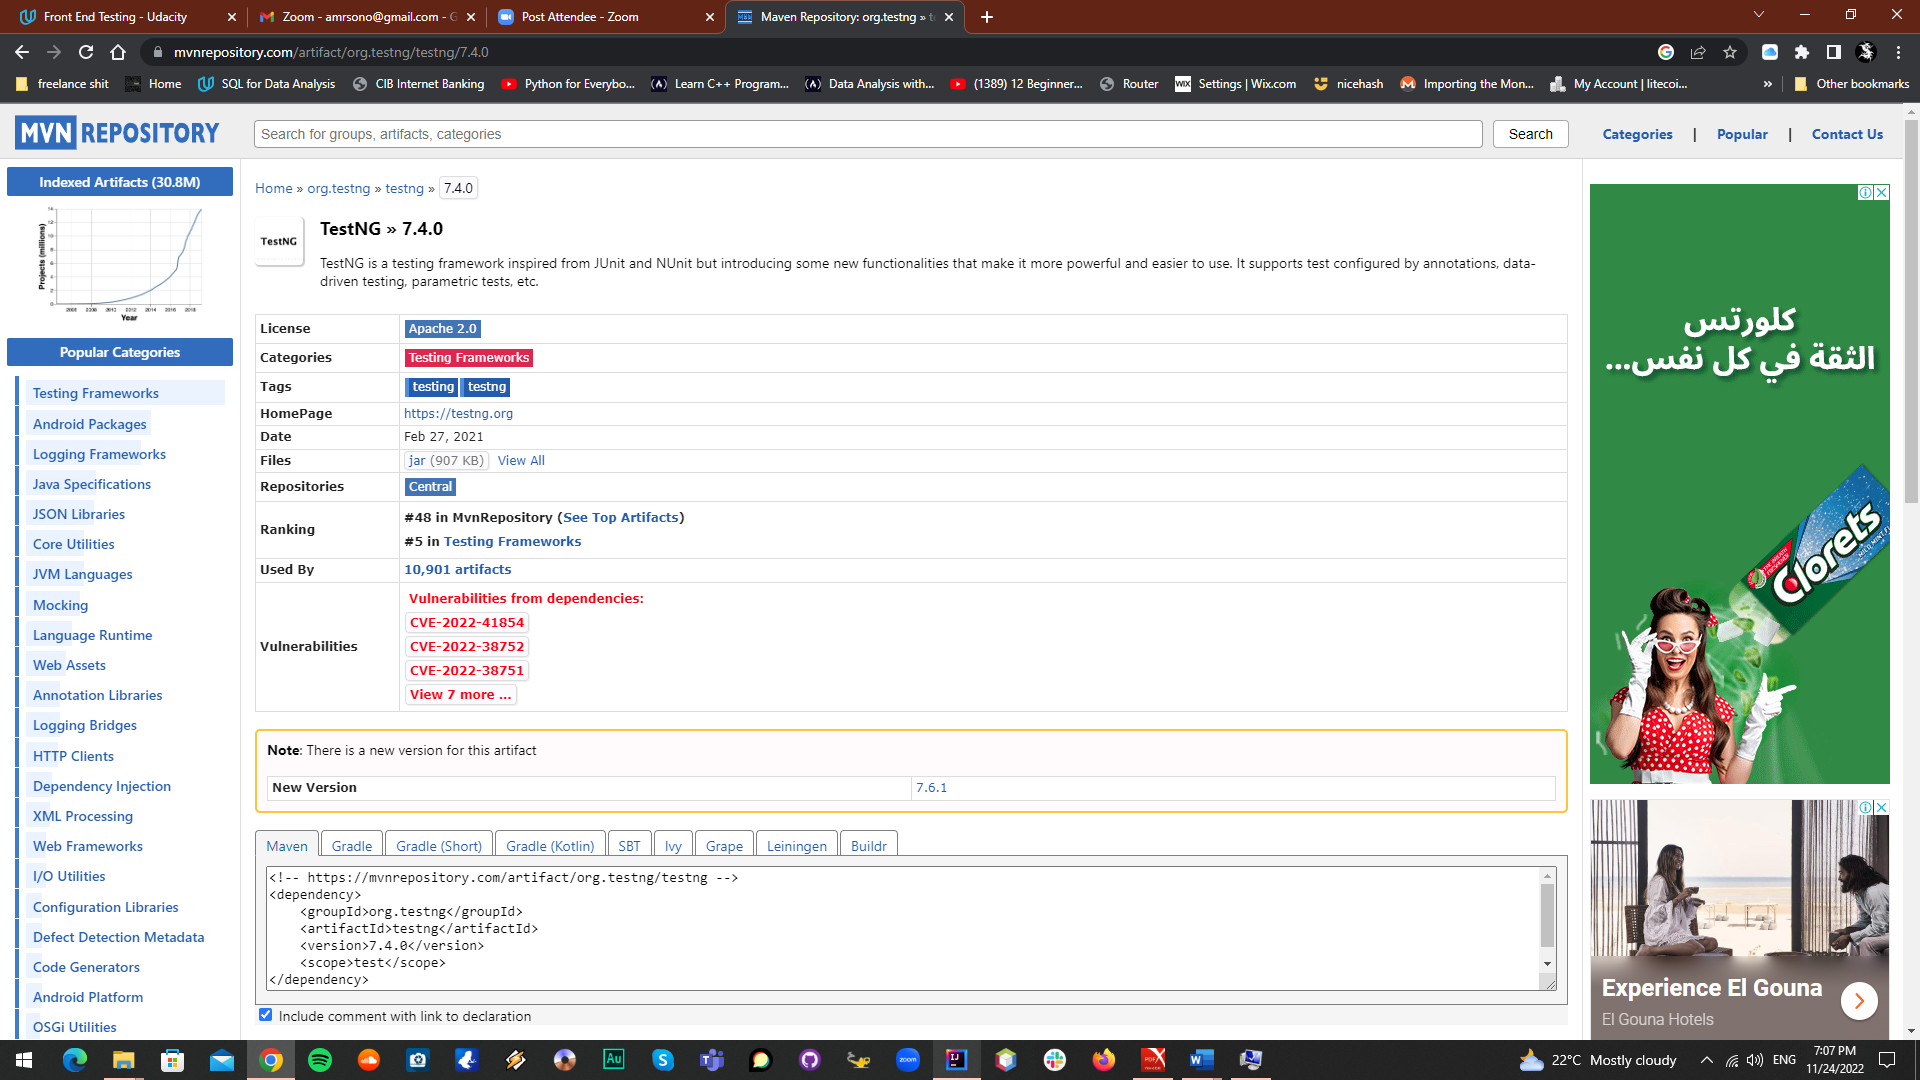 Front End Testing - Udacity
Zoom - amrsono@gmail.com - G
Post Attendee - Zoom
Maven Repository: org.testng » t
mvnrepository.com/artifact/org.testng/testng/7.4.0
freelance shit
Home
SQL for Data Analysis
CIB Internet Banking
Python for Everybo...
Learn C++ Program...
Data Analysis with...
(1389) 12 Beginner...
Router
WIX
Settings | Wix.com
nicehash
Importing the Mon...
My Account | litecoi...
»
Other bookmarks
MVN REPOSITORY
Search for groups, artifacts, categories
Search
Categories | Popular | Contact Us
Indexed Artifacts (30.8M)
Projects (millions)
Year
Popular Categories
Testing Frameworks
Android Packages
Logging Frameworks
Java Specifications
JSON Libraries
Core Utilities
JVM Languages
Mocking
Language Runtime
Web Assets
Annotation Libraries
Logging Bridges
HTTP Clients
Dependency Injection
XML Processing
Web Frameworks
I/O Utilities
Configuration Libraries
Defect Detection Metadata
Code Generators
Android Platform
OSGi Utilities
Home » org.testng » testng » 7.4.0
TestNG
TestNG » 7.4.0
TestNG is a testing framework inspired from JUnit and NUnit but introducing some new functionalities that make it more powerful and easier to use. It supports test configured by annotations, data-
driven testing, parametric tests, etc.
License Apache 2.0
Categories Testing Frameworks
Tags testing testng
HomePage https://testng.org
Date Feb 27, 2021
Files jar (907 KB) View All
Repositories Central
Ranking #48 in MvnRepository (See Top Artifacts)
#5 in Testing Frameworks
Used By 10,901 artifacts
Vulnerabilities
Vulnerabilities from dependencies:
CVE-2022-41854
CVE-2022-38752
CVE-2022-38751
View 7 more ...
Note: There is a new version for this artifact
New Version 7.6.1
Maven
Gradle
Gradle (Short)
Gradle (Kotlin)
SBT
Ivy
Grape
Leiningen
Buildr
<!-- https://mvnrepository.com/artifact/org.testng/testng -->
<dependency>
<groupId>org.testng</groupId>
<artifactId>testng</artifactId>
<version>7.4.0</version>
<scope>test</scope>
</dependency>
Include comment with link to declaration
كلورتس
الثقة في كل نفس...
Clorets
Experience El Gouna
El Gouna Hotels
22°C Mostly cloudy
ENG
7:07 PM
11/24/2022